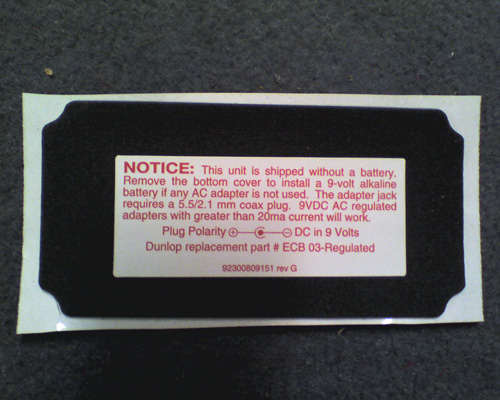 NOTICE: This unit is shipped without a battery.
Remove the bottom cover to install a 9-volt alkaline
battery if any AC adapter is not used. The adapter jack
requires a 5.5/2.1 mm coax plug. 9VDC AC regulated
adapters with greater than 20ma current will work.
Plug Polarity ⊕—⊙—⊖ DC in 9 Volts
Dunlop replacement part # ECB 03-Regulated
92300809151 rev G